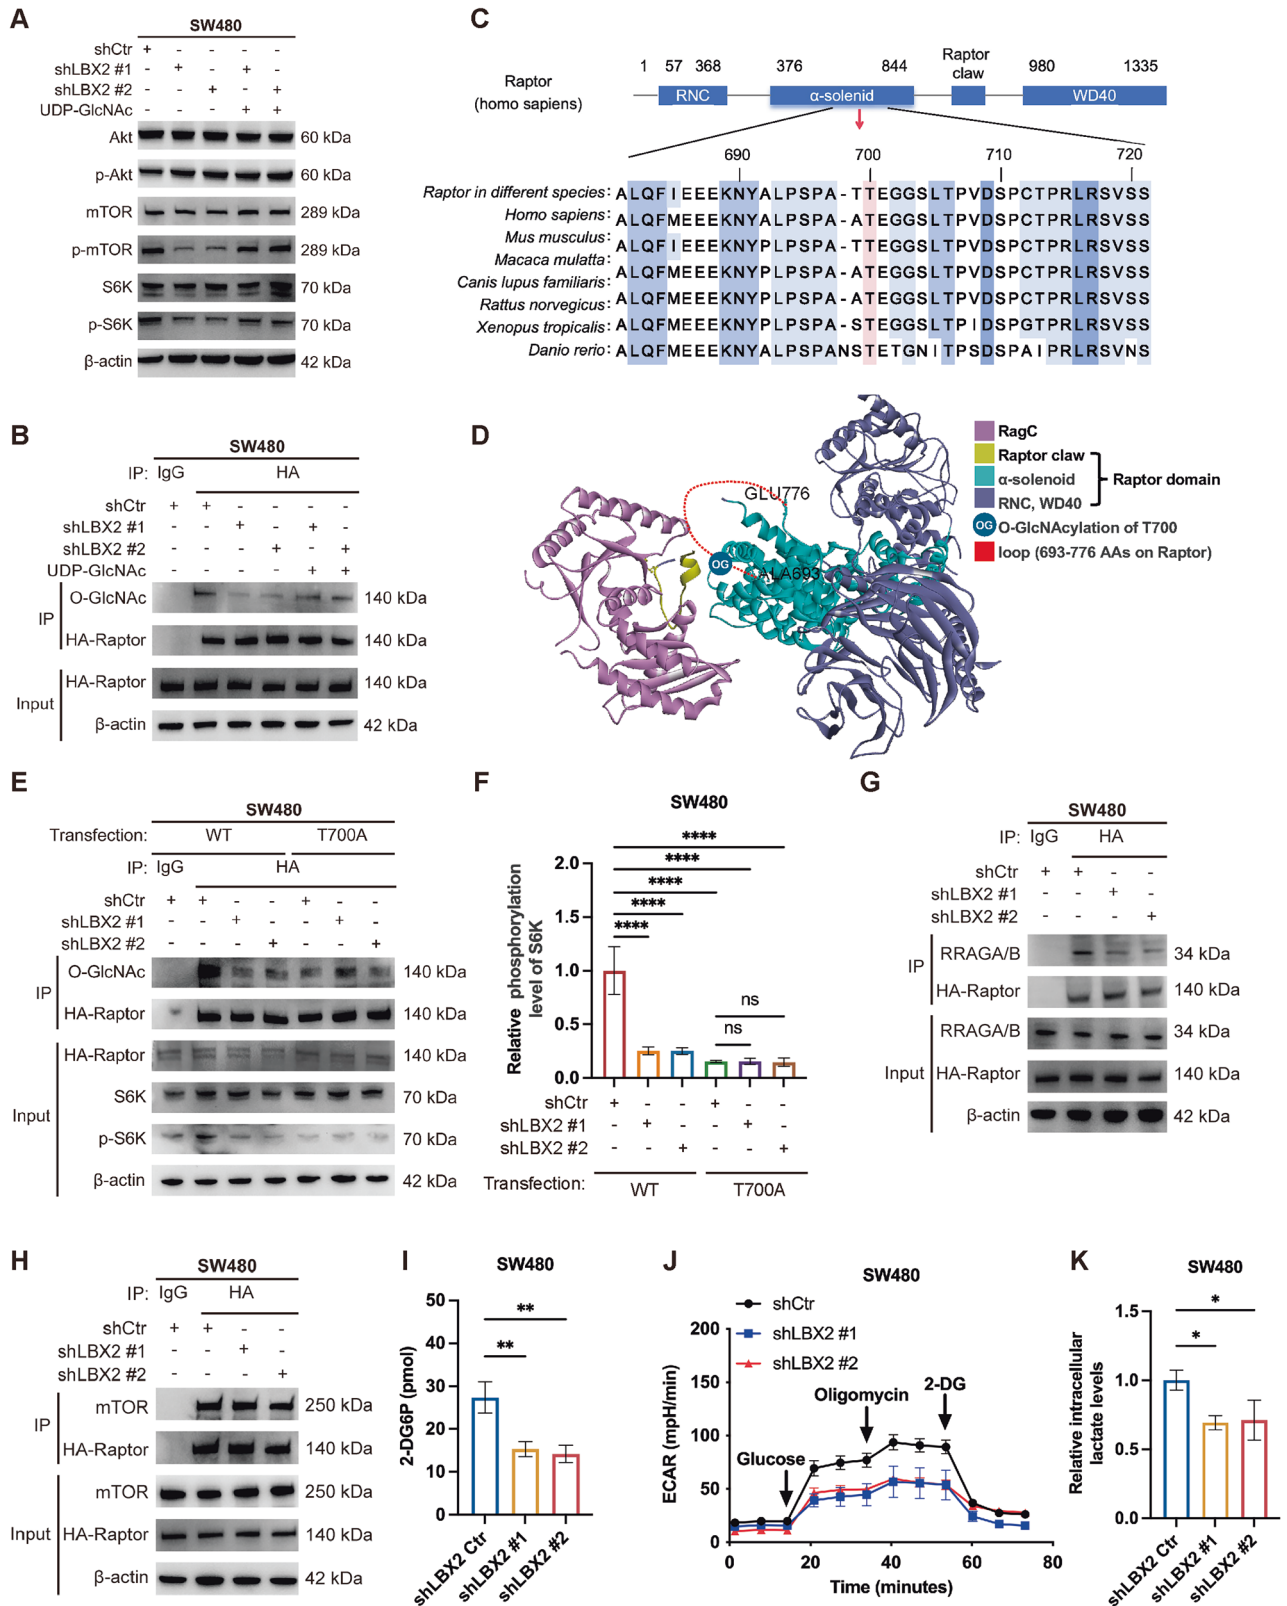 A
SW480
shCtr + - - - -
shLBX2 #1 - + - + -
shLBX2 #2 - - + - +
UDP-GlcNAc - - - + +
Akt 60 kDa
p-Akt 60 kDa
mTOR 289 kDa
p-mTOR 289 kDa
S6K 70 kDa
p-S6K 70 kDa
β-actin 42 kDa
B
SW480
IP: IgG HA
shCtr + + - - - -
shLBX2 #1 - - + - + -
shLBX2 #2 - - - + - +
UDP-GlcNAc - - - - + +
IP
O-GlcNAc 140 kDa
HA-Raptor 140 kDa
Input
HA-Raptor 140 kDa
β-actin 42 kDa
C
Raptor
(homo sapiens)
1 57 368 376 844 Raptor claw 980 1335
RNC α-solenid WD40
690 700 710 720
Raptor in different species: ALQFIEEEKNYALPSPA-TTEGGSLTPVDSPCTPRLRSVSS
Homo sapiens: ALQFMEEEKNYALPSPA-ATEGGSLTPVDSPCTPRLRSVSS
Mus musculus: ALQFIEEEKNYALPSPA-TTEGGSLTPVDSPCTPRLRSVSS
Macaca mulatta:
Canis lupus familiaris: ALQFMEEEKNYALPSPA-ATEGGSLTPVDSPCTPRLRSVSS
Rattus norvegicus: ALQFMEEEKNYPLPSPA-ATEGGSLTPVDSPCTPRLRSVSS
Xenopus tropicalis: ALQFMEEEKNYPLPSPA-STEGGSLTPIDSPGTPRLRSVSS
Danio rerio: ALQFMEEEKNYALPSPANSTETGNITPSDSPAIPRLRSVNS
D
GLU776
OG
ALA693
RagC
Raptor claw
α-solenoid
RNC, WD40
Raptor domain
OG O-GlcNAcylation of T700
loop (693-776 AAs on Raptor)
E
SW480
Transfection: WT T700A
IP: IgG HA
shCtr + + - - + - -
shLBX2 #1 - - + - - + -
shLBX2 #2 - - - + - - +
IP
O-GlcNAc 140 kDa
HA-Raptor 140 kDa
Input
HA-Raptor 140 kDa
S6K 70 kDa
p-S6K 70 kDa
β-actin 42 kDa
F
SW480
Relative phosphorylation
level of S6K
2.0
1.5
1.0
0.5
0.0
****
****
****
****
****
ns
ns
shCtr + - - + - -
shLBX2 #1 - + - - + -
shLBX2 #2 - - + - - +
Transfection: WT T700A
G
SW480
IP: IgG HA
shCtr + + - -
shLBX2 #1 - - + -
shLBX2 #2 - - - +
IP
RRAGA/B 34 kDa
HA-Raptor 140 kDa
Input
RRAGA/B 34 kDa
HA-Raptor 140 kDa
β-actin 42 kDa
H
SW480
IP: IgG HA
shCtr + + - -
shLBX2 #1 - - + -
shLBX2 #2 - - - +
IP
mTOR 250 kDa
HA-Raptor 140 kDa
Input
mTOR 250 kDa
HA-Raptor 140 kDa
β-actin 42 kDa
I
SW480
2-DG6P (pmol)
50
40
30
20
10
0
**
**
shLBX2 Ctr
shLBX2 #1
shLBX2 #2
J
SW480
shCtr
shLBX2 #1
shLBX2 #2
ECAR (mpH/min)
200
150
100
50
0
Glucose
Oligomycin
2-DG
0 20 40 60 80
Time (minutes)
K
SW480
Relative intracellular
lactate levels
1.5
1.0
0.5
0.0
*
*
shLBX2 Ctr
shLBX2 #1
shLBX2 #2